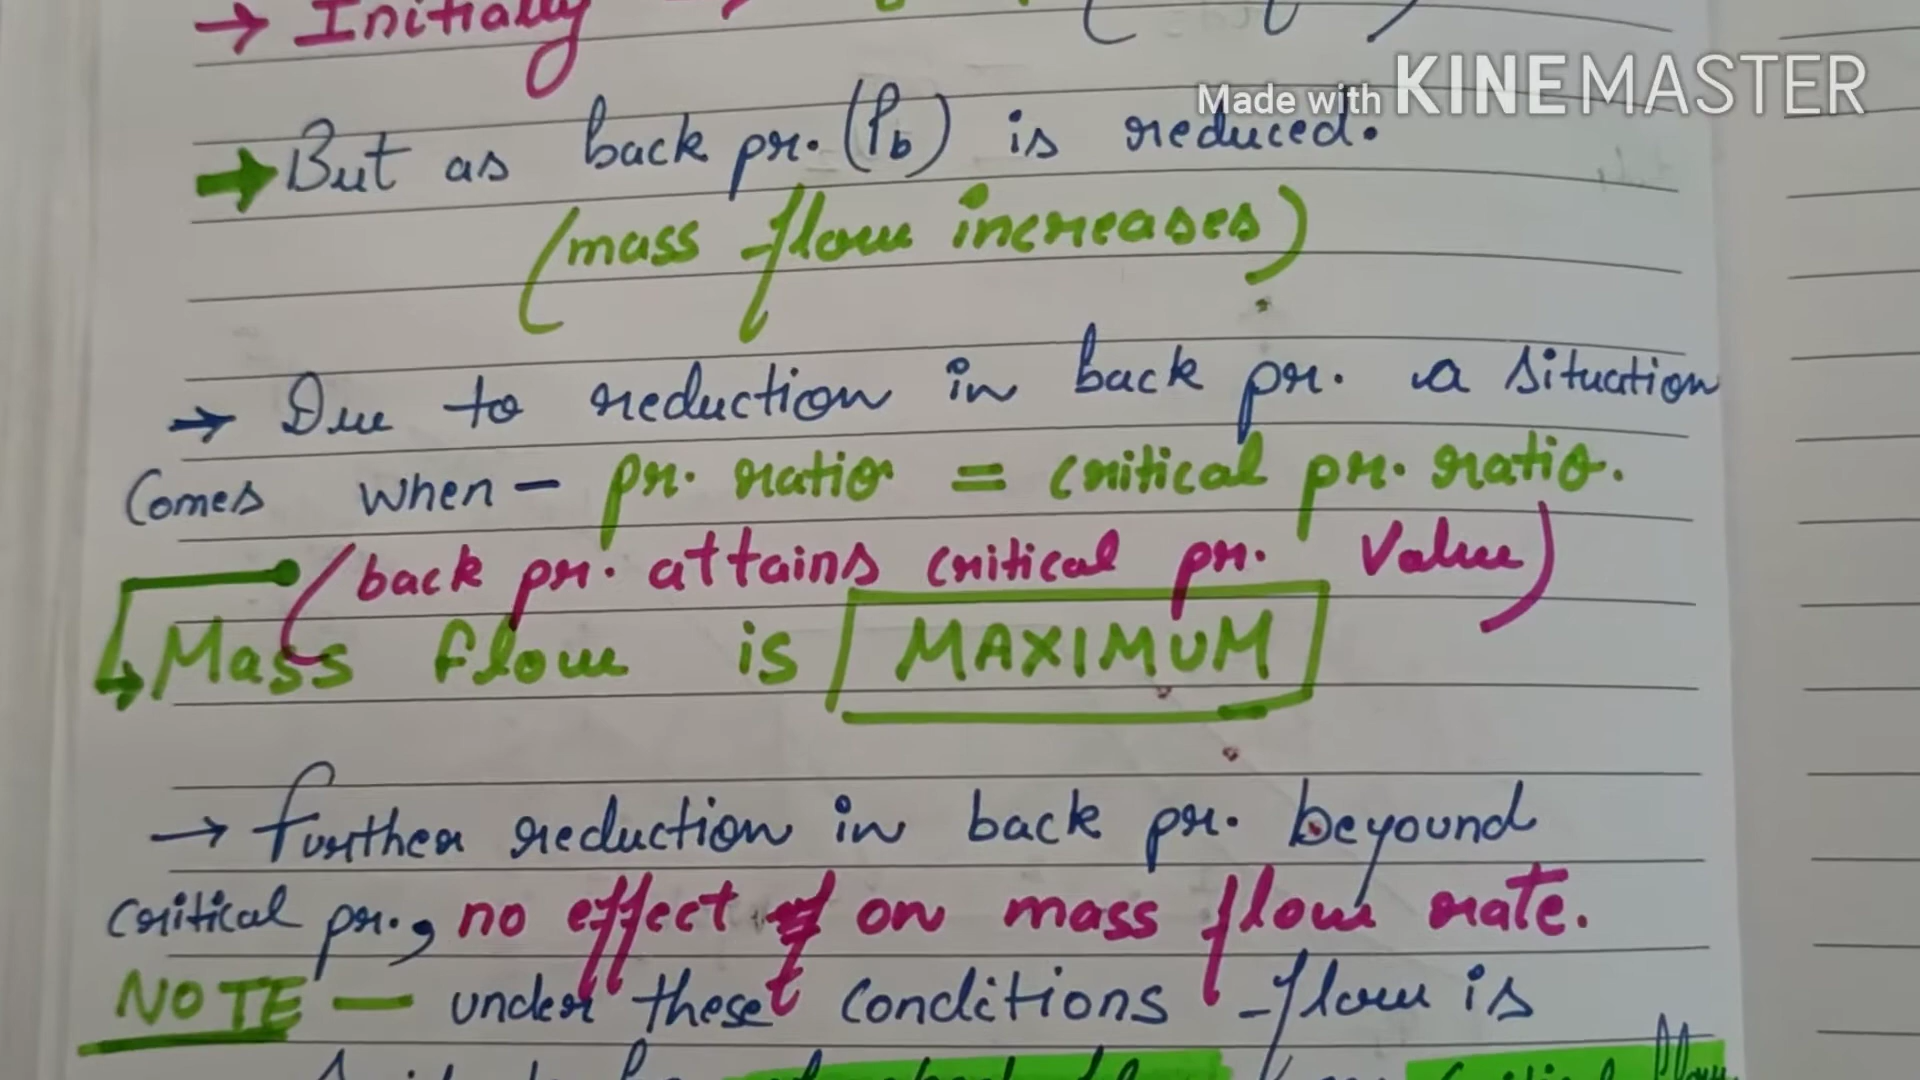 → Initially
Made with KINEMASTER
→ But as back pr. (Pb) is reduced.
(mass flow increases)
→ Due to reduction in back pr. a situation
Comes when - pr. ratio = critical pr. ratio.
(back pr. attains critical pr. Value)
Mass flow is MAXIMUM
→ further reduction in back pr. beyound
critical pr., no effect on mass flow rate.
NOTE — under these conditions flow is